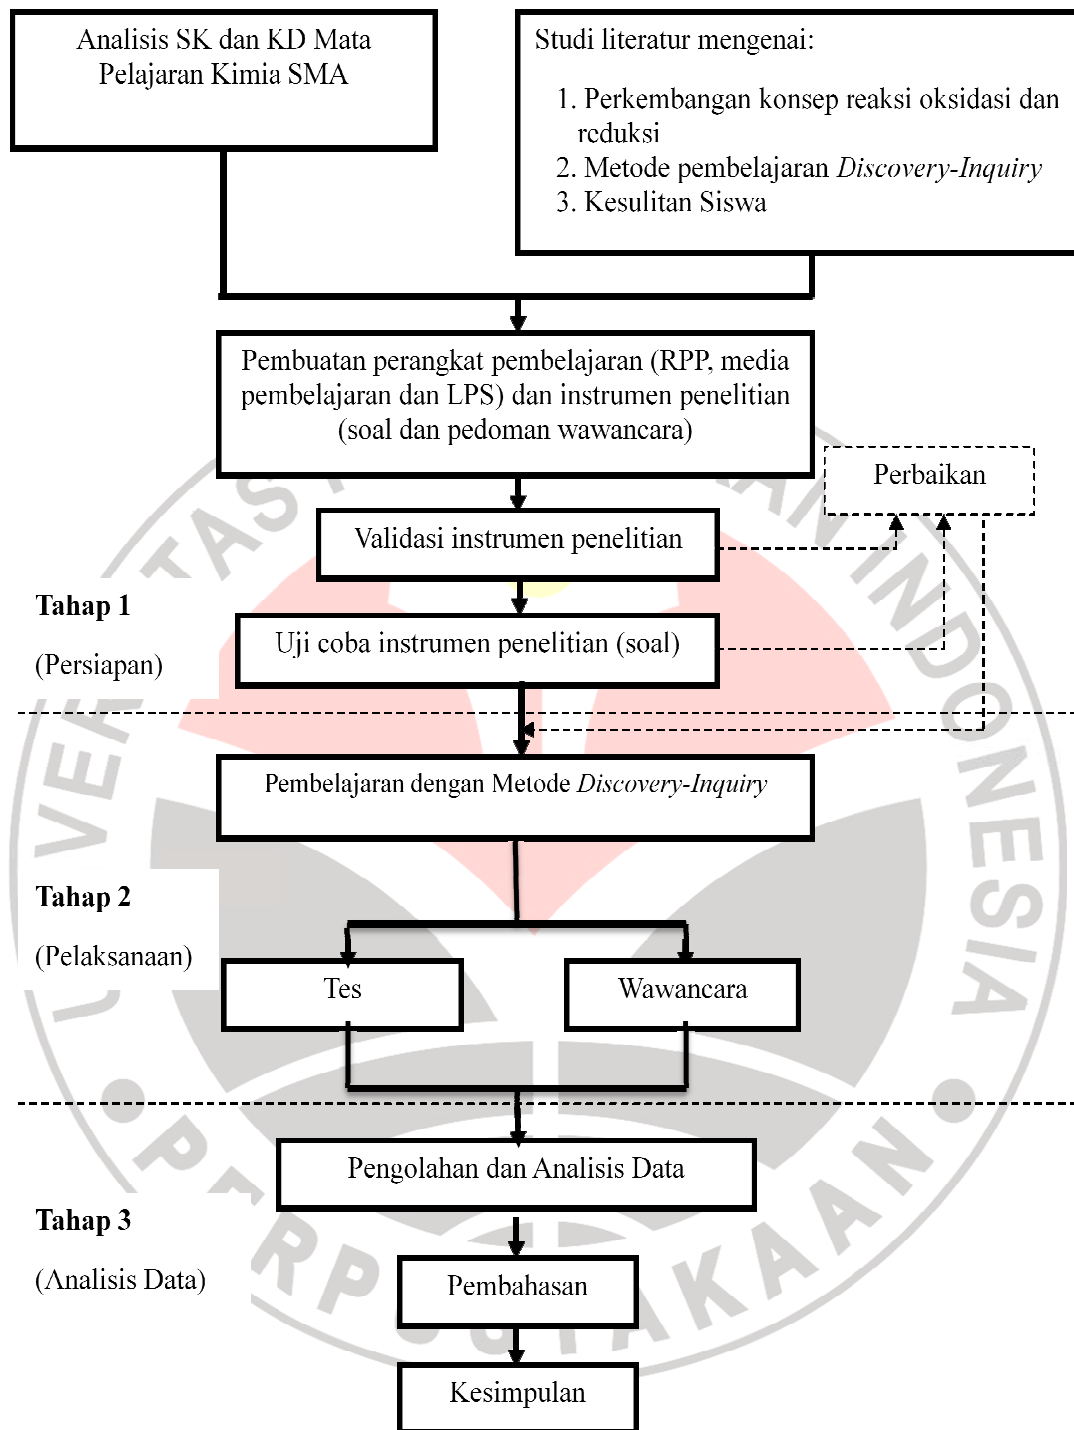 Analisis SK dan KD Mata
Pelajaran Kimia SMA
Studi literatur mengenai:
1. Perkembangan konsep reaksi oksidasi dan
reduksi
2. Metode pembelajaran Discovery-Inquiry
3. Kesulitan Siswa
Pembuatan perangkat pembelajaran (RPP, media
pembelajaran dan LPS) dan instrumen penelitian
(soal dan pedoman wawancara)
Perbaikan
Validasi instrumen penelitian
Tahap 1
(Persiapan)
Uji coba instrumen penelitian (soal)
Pembelajaran dengan Metode Discovery-Inquiry
Tahap 2
(Pelaksanaan)
Tes
Wawancara
Pengolahan dan Analisis Data
Tahap 3
(Analisis Data)
Pembahasan
Kesimpulan
INDONESIA